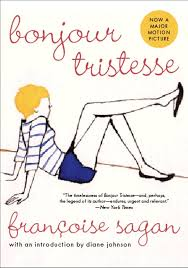 bonjour
tristesse
NOW A
MAJOR
MOTION
PICTURE
"The timelessness of Bonjour Tristesse—and, perhaps,
the legend of its author—endures, urgent and relevant."
—New York Times
françoise sagan
with an introduction by diane johnson